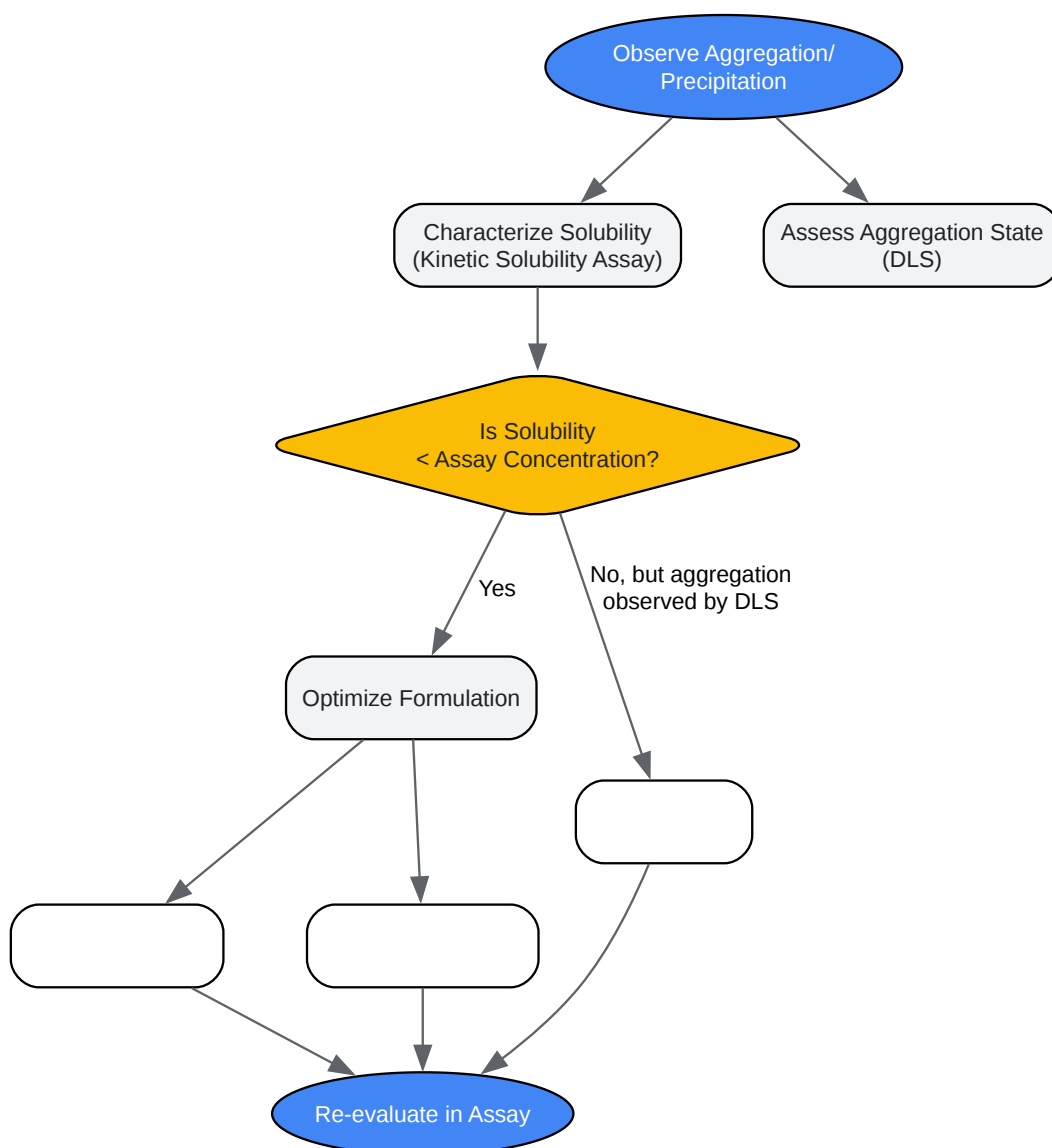 Observe Aggregation/
Precipitation
Characterize Solubility
(Kinetic Solubility Assay)
Assess Aggregation State
(DLS)
Is Solubility
< Assay Concentration?
Yes
No, but aggregation
observed by DLS
Optimize Formulation
Re-evaluate in Assay